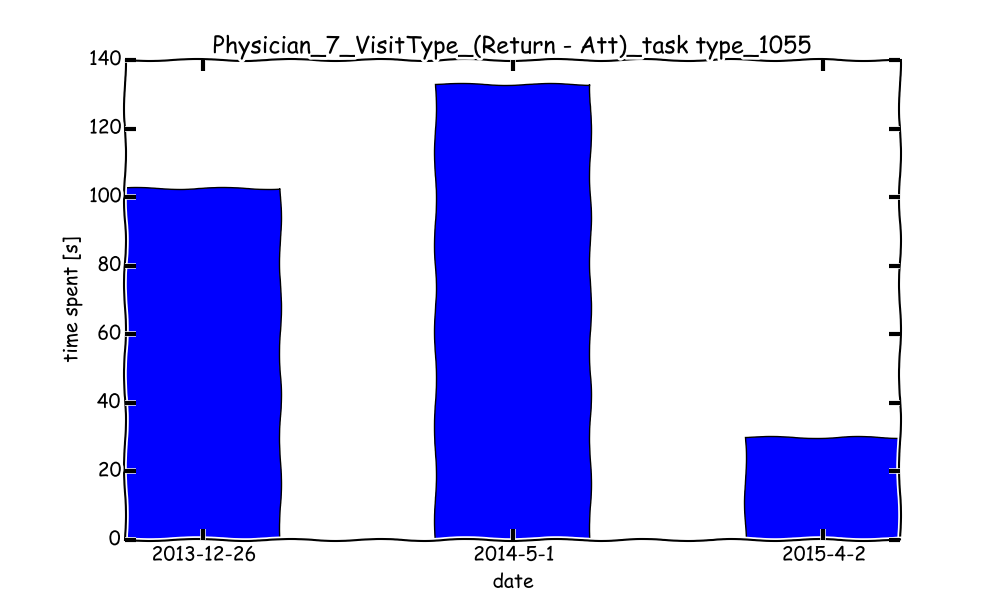 Physician_7_VisitType_(Return - Att)_task type_1055
140
120
100
80
60
40
20
0
time spent [s]
2013-12-26 2014-5-1 2015-4-2
date